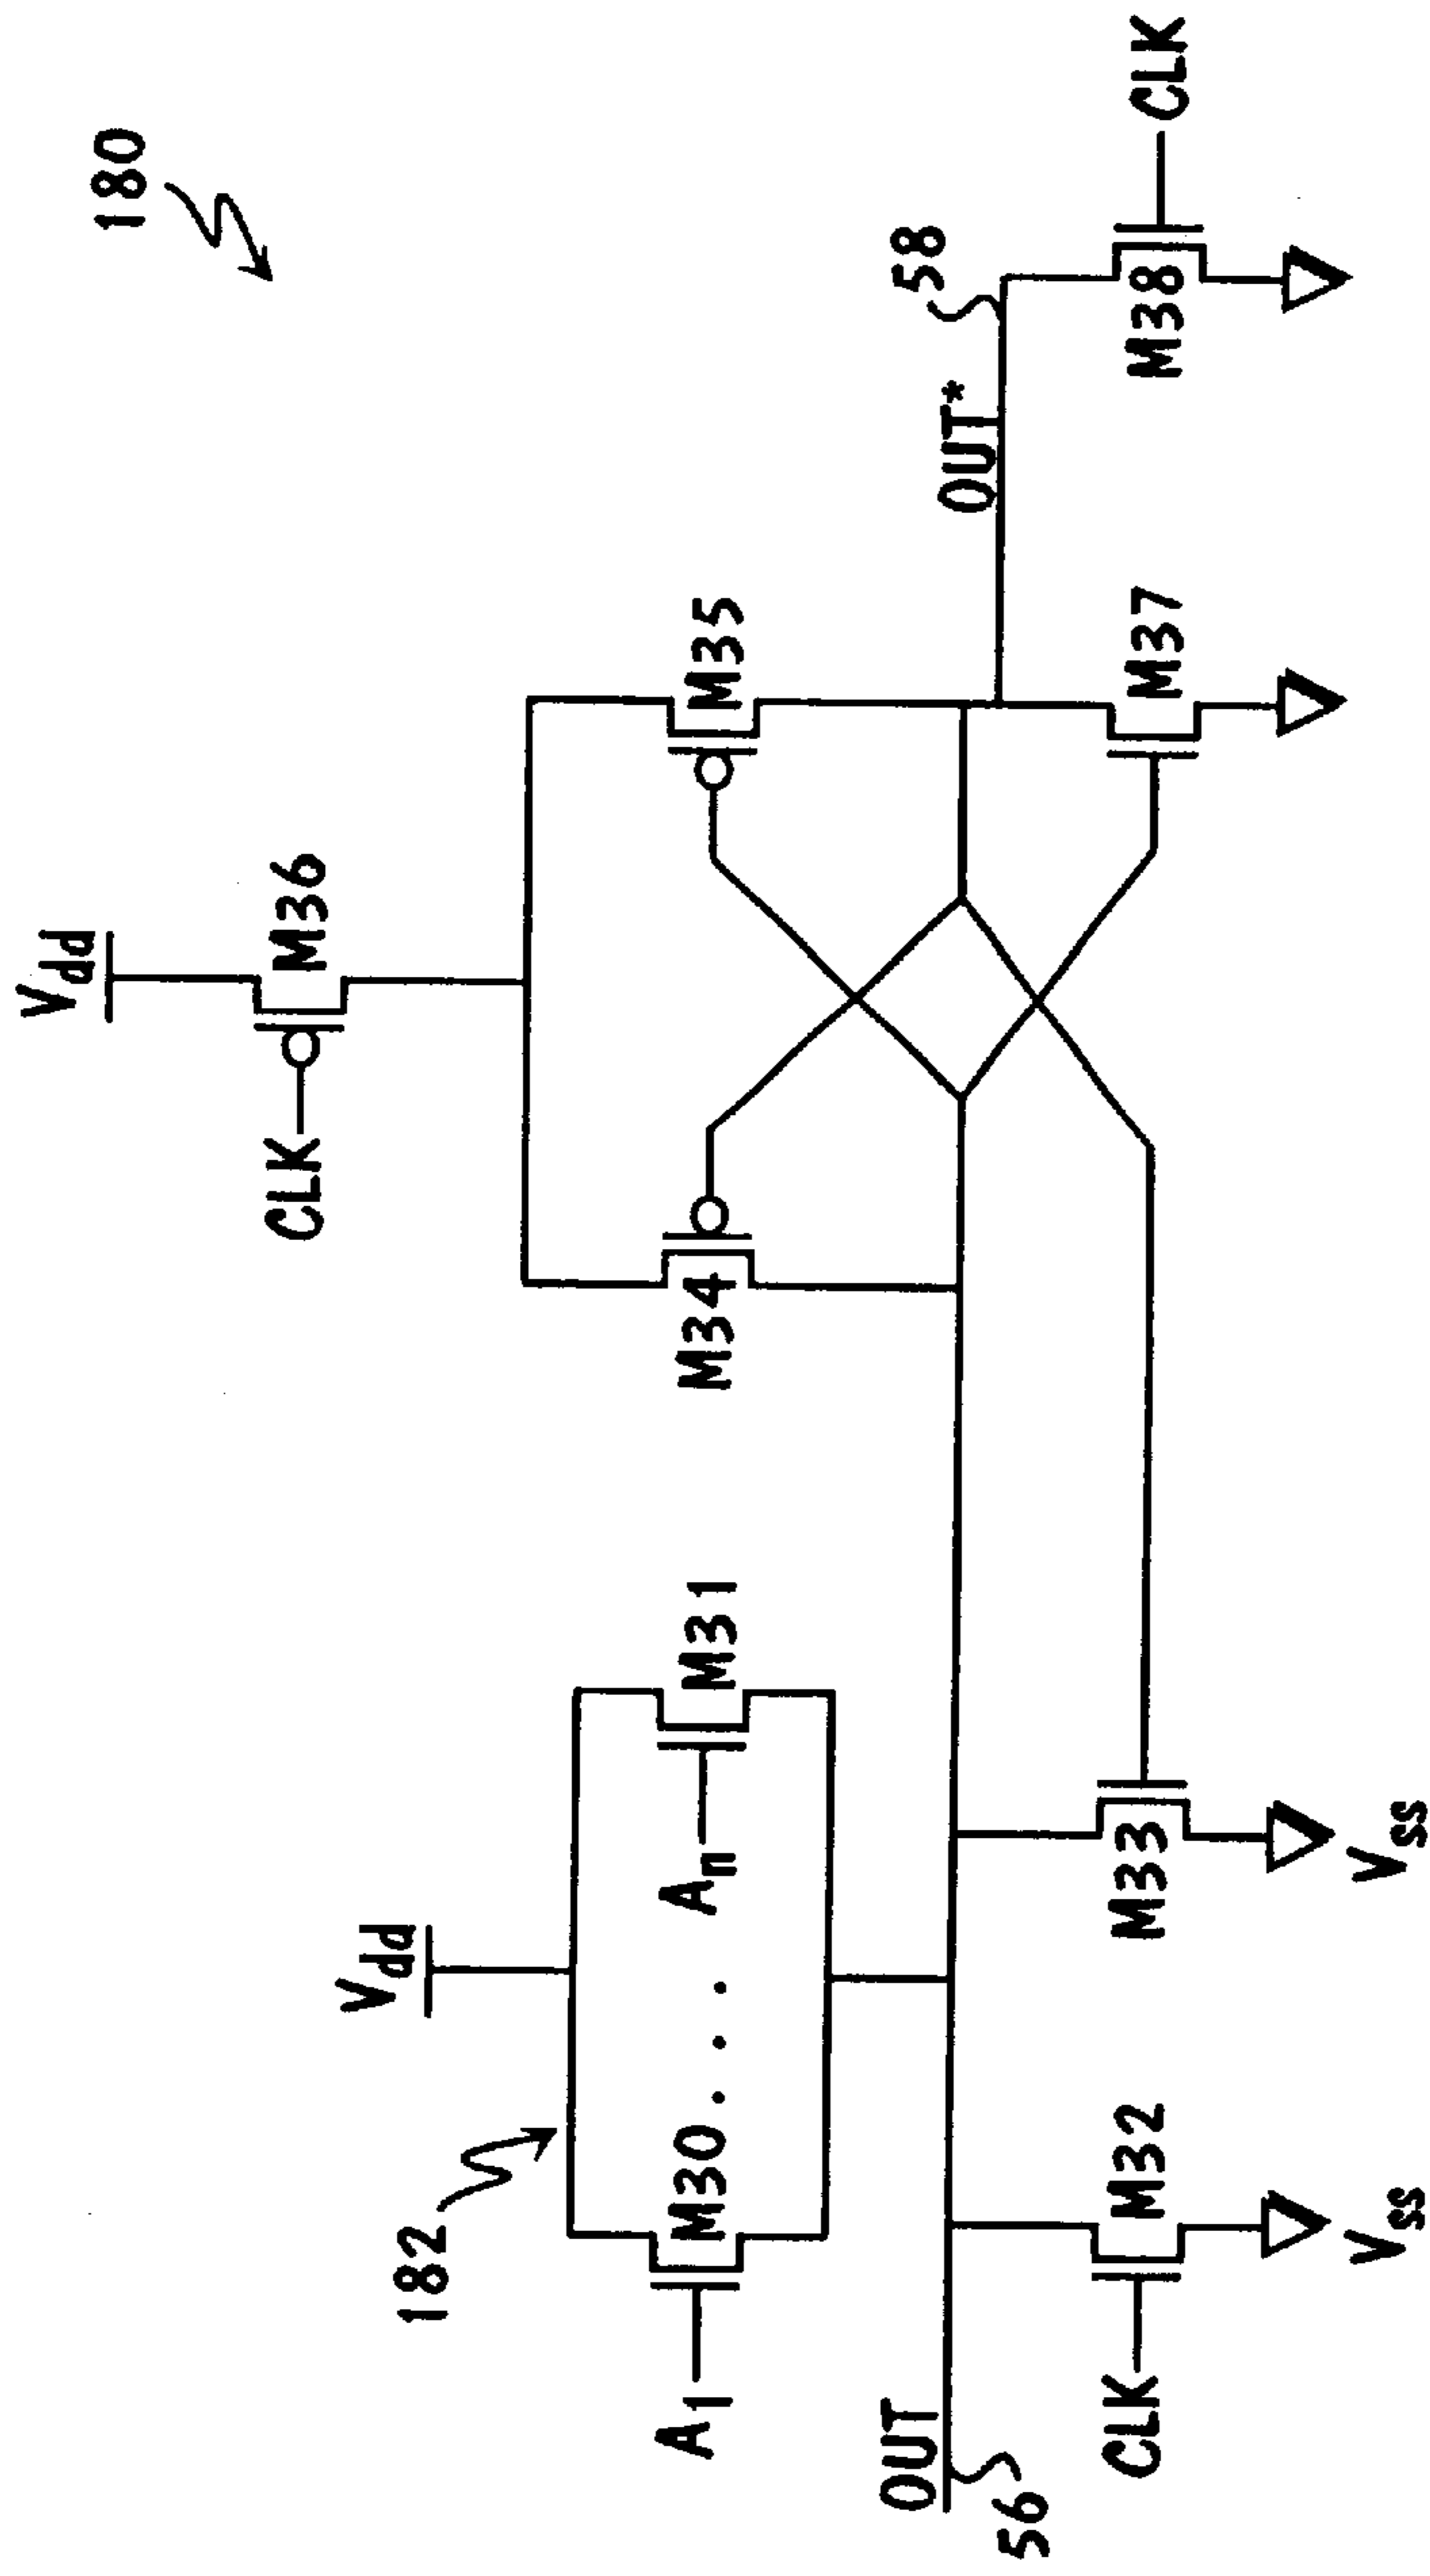 180
Vdd
CLK
M36
Vdd
182
A1
M30
. . .
An
M31
M34
M35
OUT
56
OUT*
58
CLK
M32
Vss
M33
Vss
M37
M38
CLK